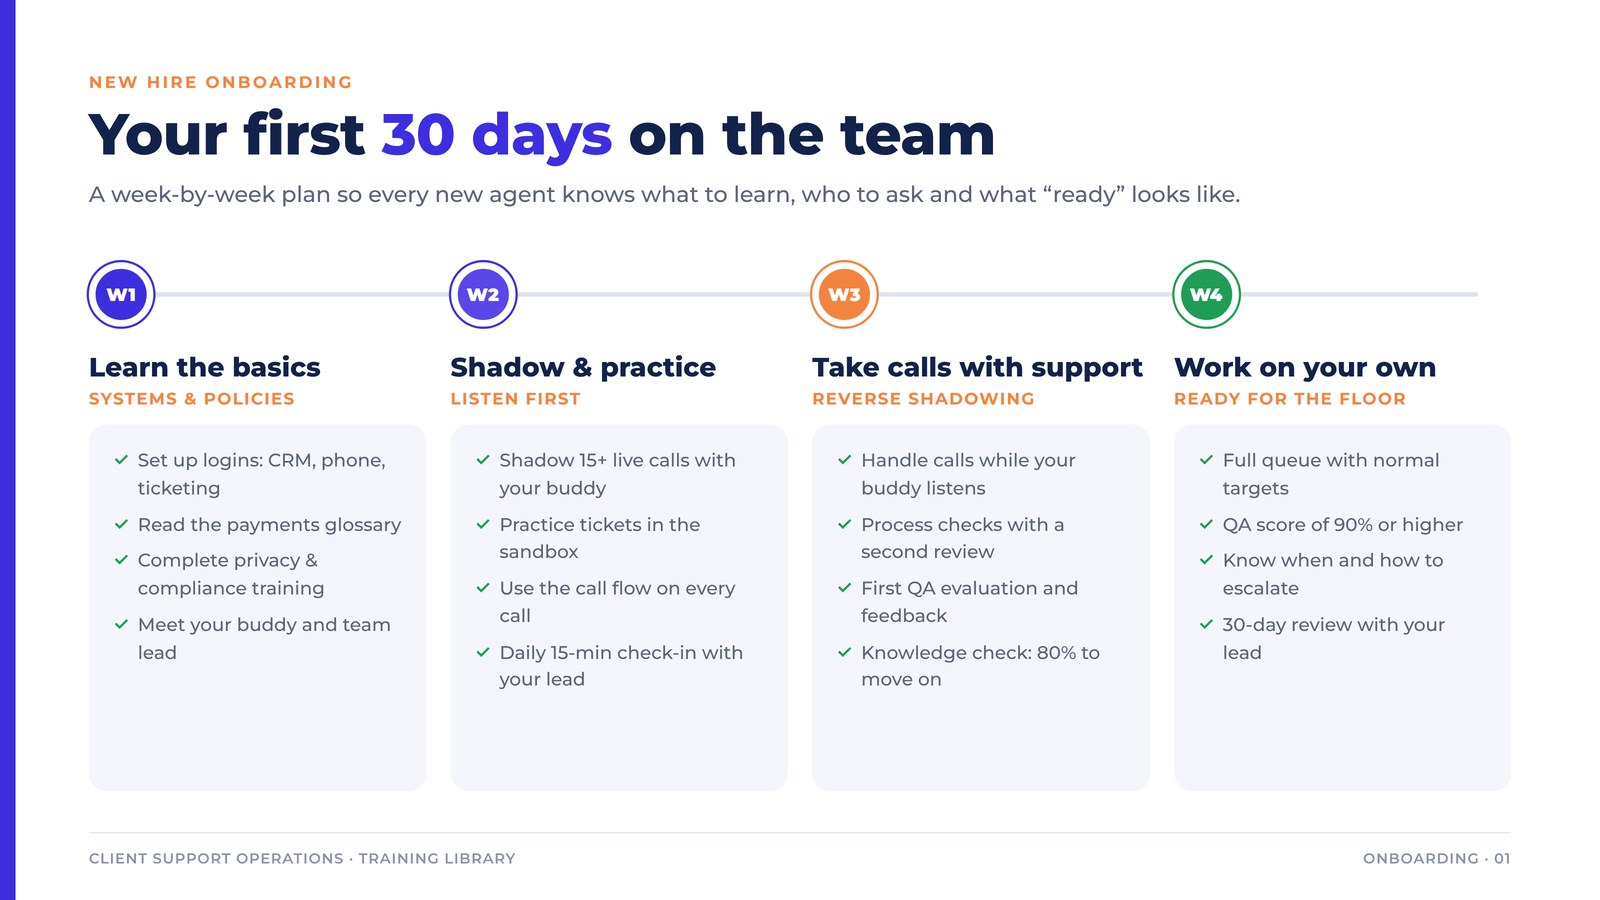 NEW HIRE ONBOARDING
Your first 30 days on the team
A week-by-week plan so every new agent knows what to learn, who to ask and what “ready” looks like.
W1
Learn the basics
SYSTEMS & POLICIES
Set up logins: CRM, phone,
ticketing
Read the payments glossary
Complete privacy &
compliance training
Meet your buddy and team
lead
W2
Shadow & practice
LISTEN FIRST
Shadow 15+ live calls with
your buddy
Practice tickets in the
sandbox
Use the call flow on every
call
Daily 15-min check-in with
your lead
W3
Take calls with support
REVERSE SHADOWING
Handle calls while your
buddy listens
Process checks with a
second review
First QA evaluation and
feedback
Knowledge check: 80% to
move on
W4
Work on your own
READY FOR THE FLOOR
Full queue with normal
targets
QA score of 90% or higher
Know when and how to
escalate
30-day review with your
lead
CLIENT SUPPORT OPERATIONS · TRAINING LIBRARY
ONBOARDING · 01